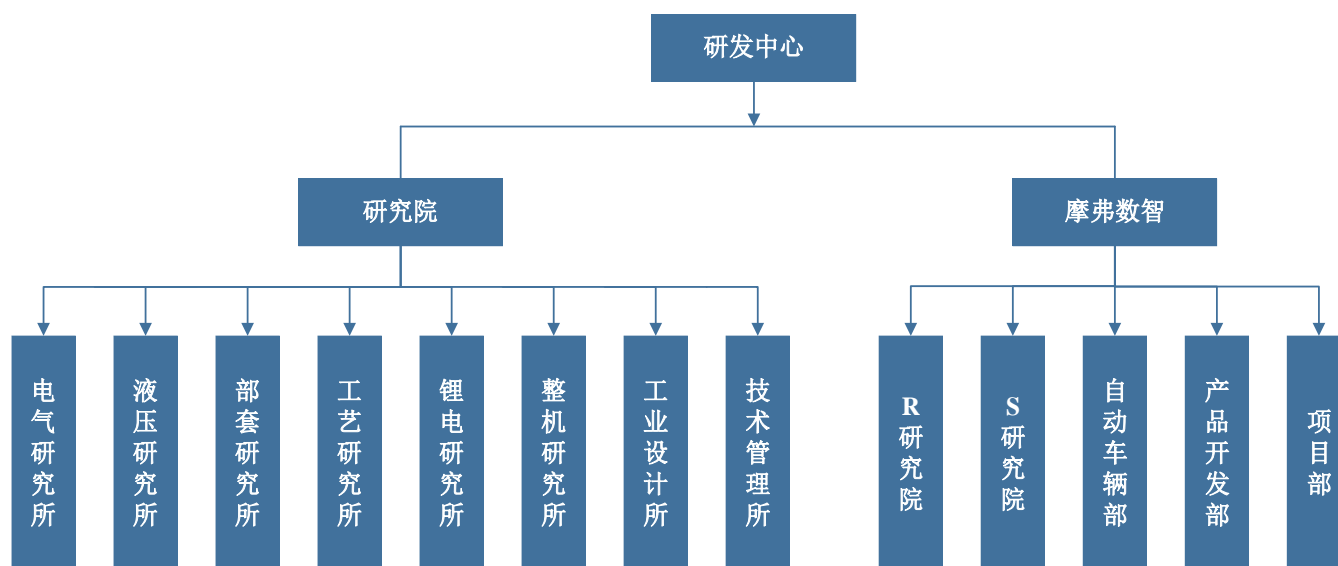 研发中心
研究院
摩弗数智
电气研究所
液压研究所
部套研究所
工艺研究所
锂电研究所
整机研究所
工业设计所
技术管理所
R研究院
S研究院
自动车辆部
产品开发部
项目部